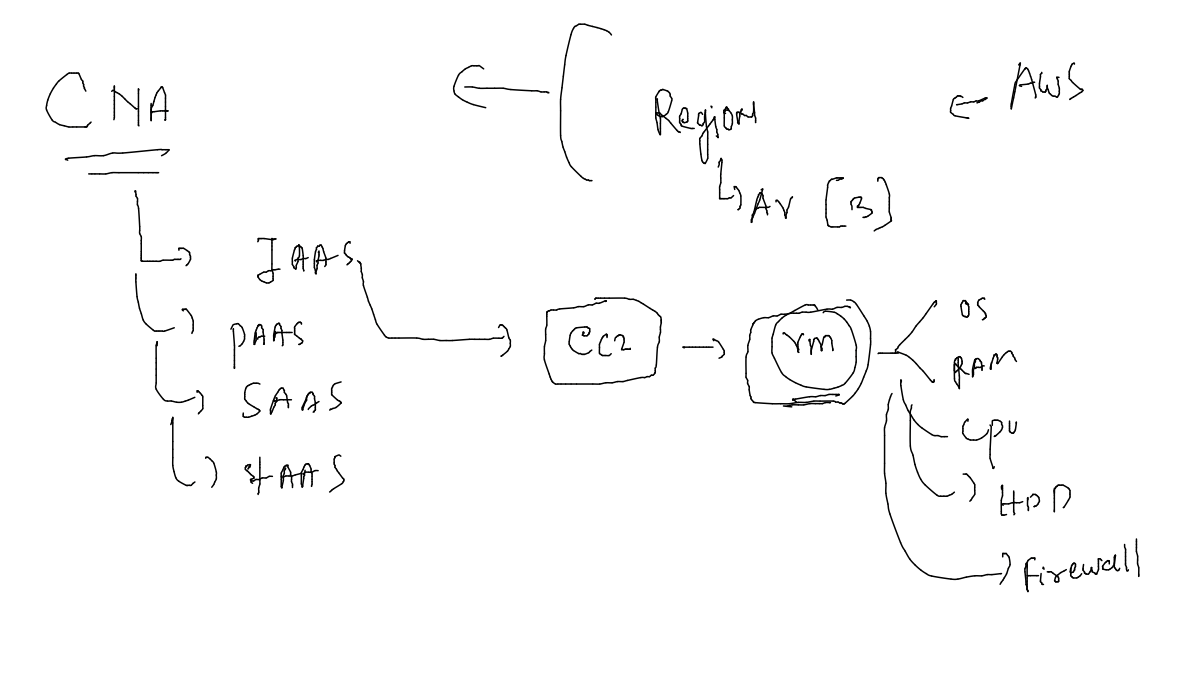 CNA
Region
AWS
AV [3]
IAAS
PAAS
SAAS
StAAS
EC2
VM
OS
RAM
CPU
HDD
Firewall